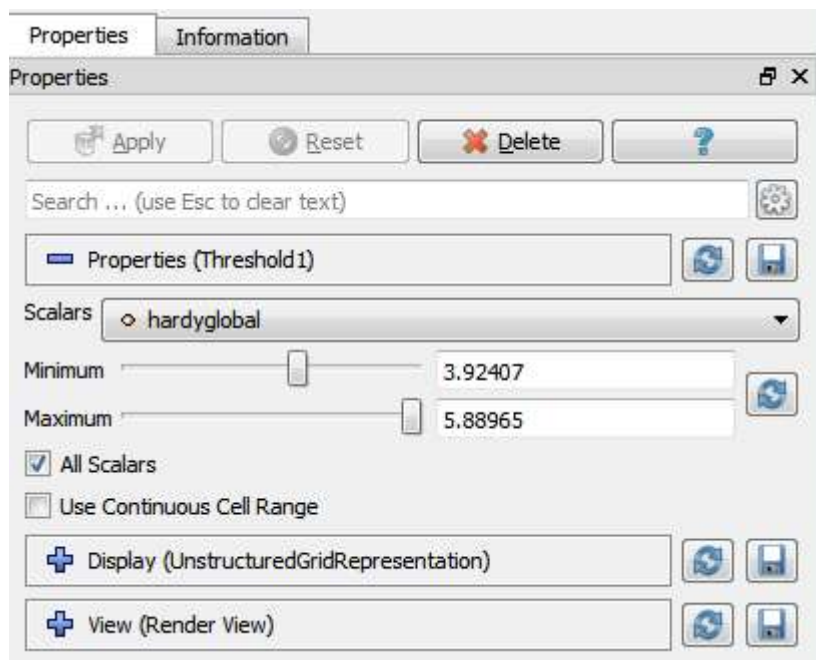 Properties Information
Properties
Apply Reset Delete ?
Search ... (use Esc to clear text)
Properties (Threshold1)
Scalars hardyglobal
Minimum 3.92407
Maximum 5.88965
All Scalars
Use Continuous Cell Range
Display (UnstructuredGridRepresentation)
View (Render View)